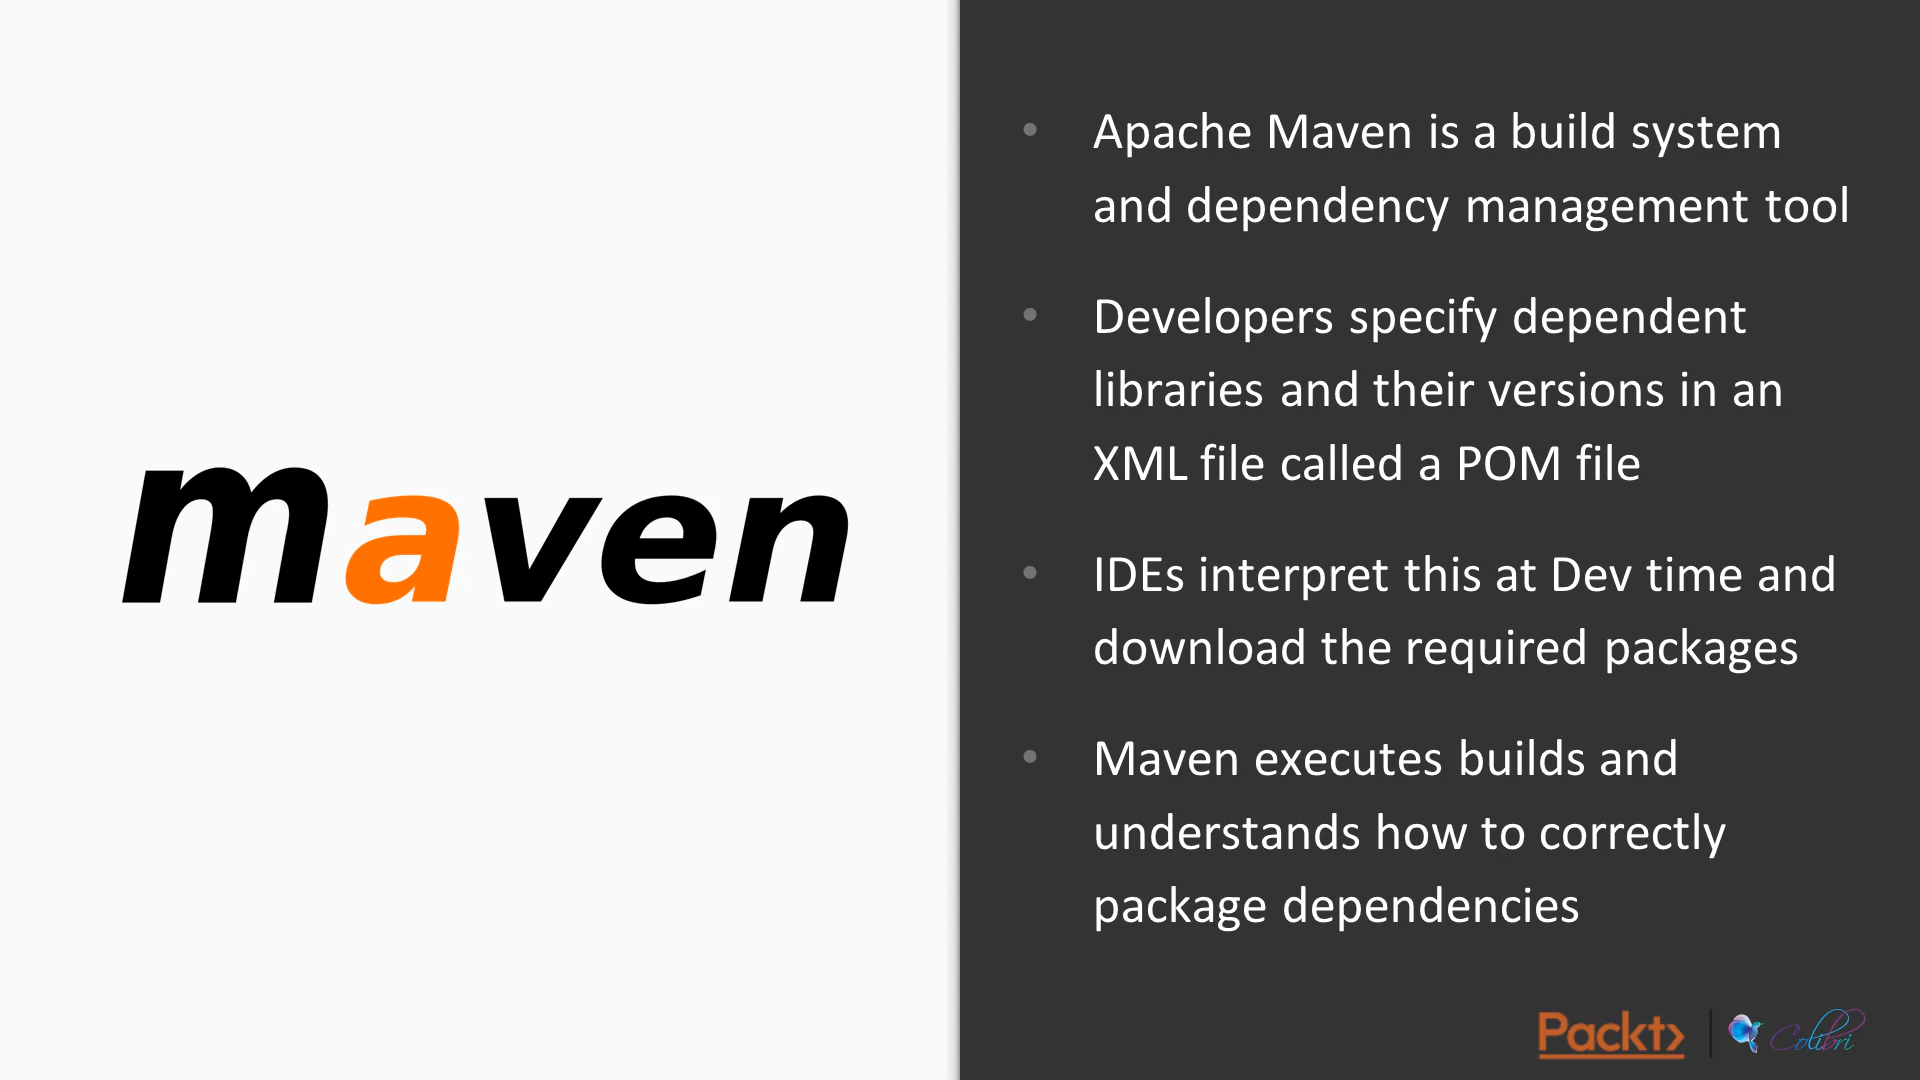 maven
• Apache Maven is a build system
and dependency management tool
• Developers specify dependent
libraries and their versions in an
XML file called a POM file
• IDEs interpret this at Dev time and
download the required packages
• Maven executes builds and
understands how to correctly
package dependencies
Packt> | Colibri